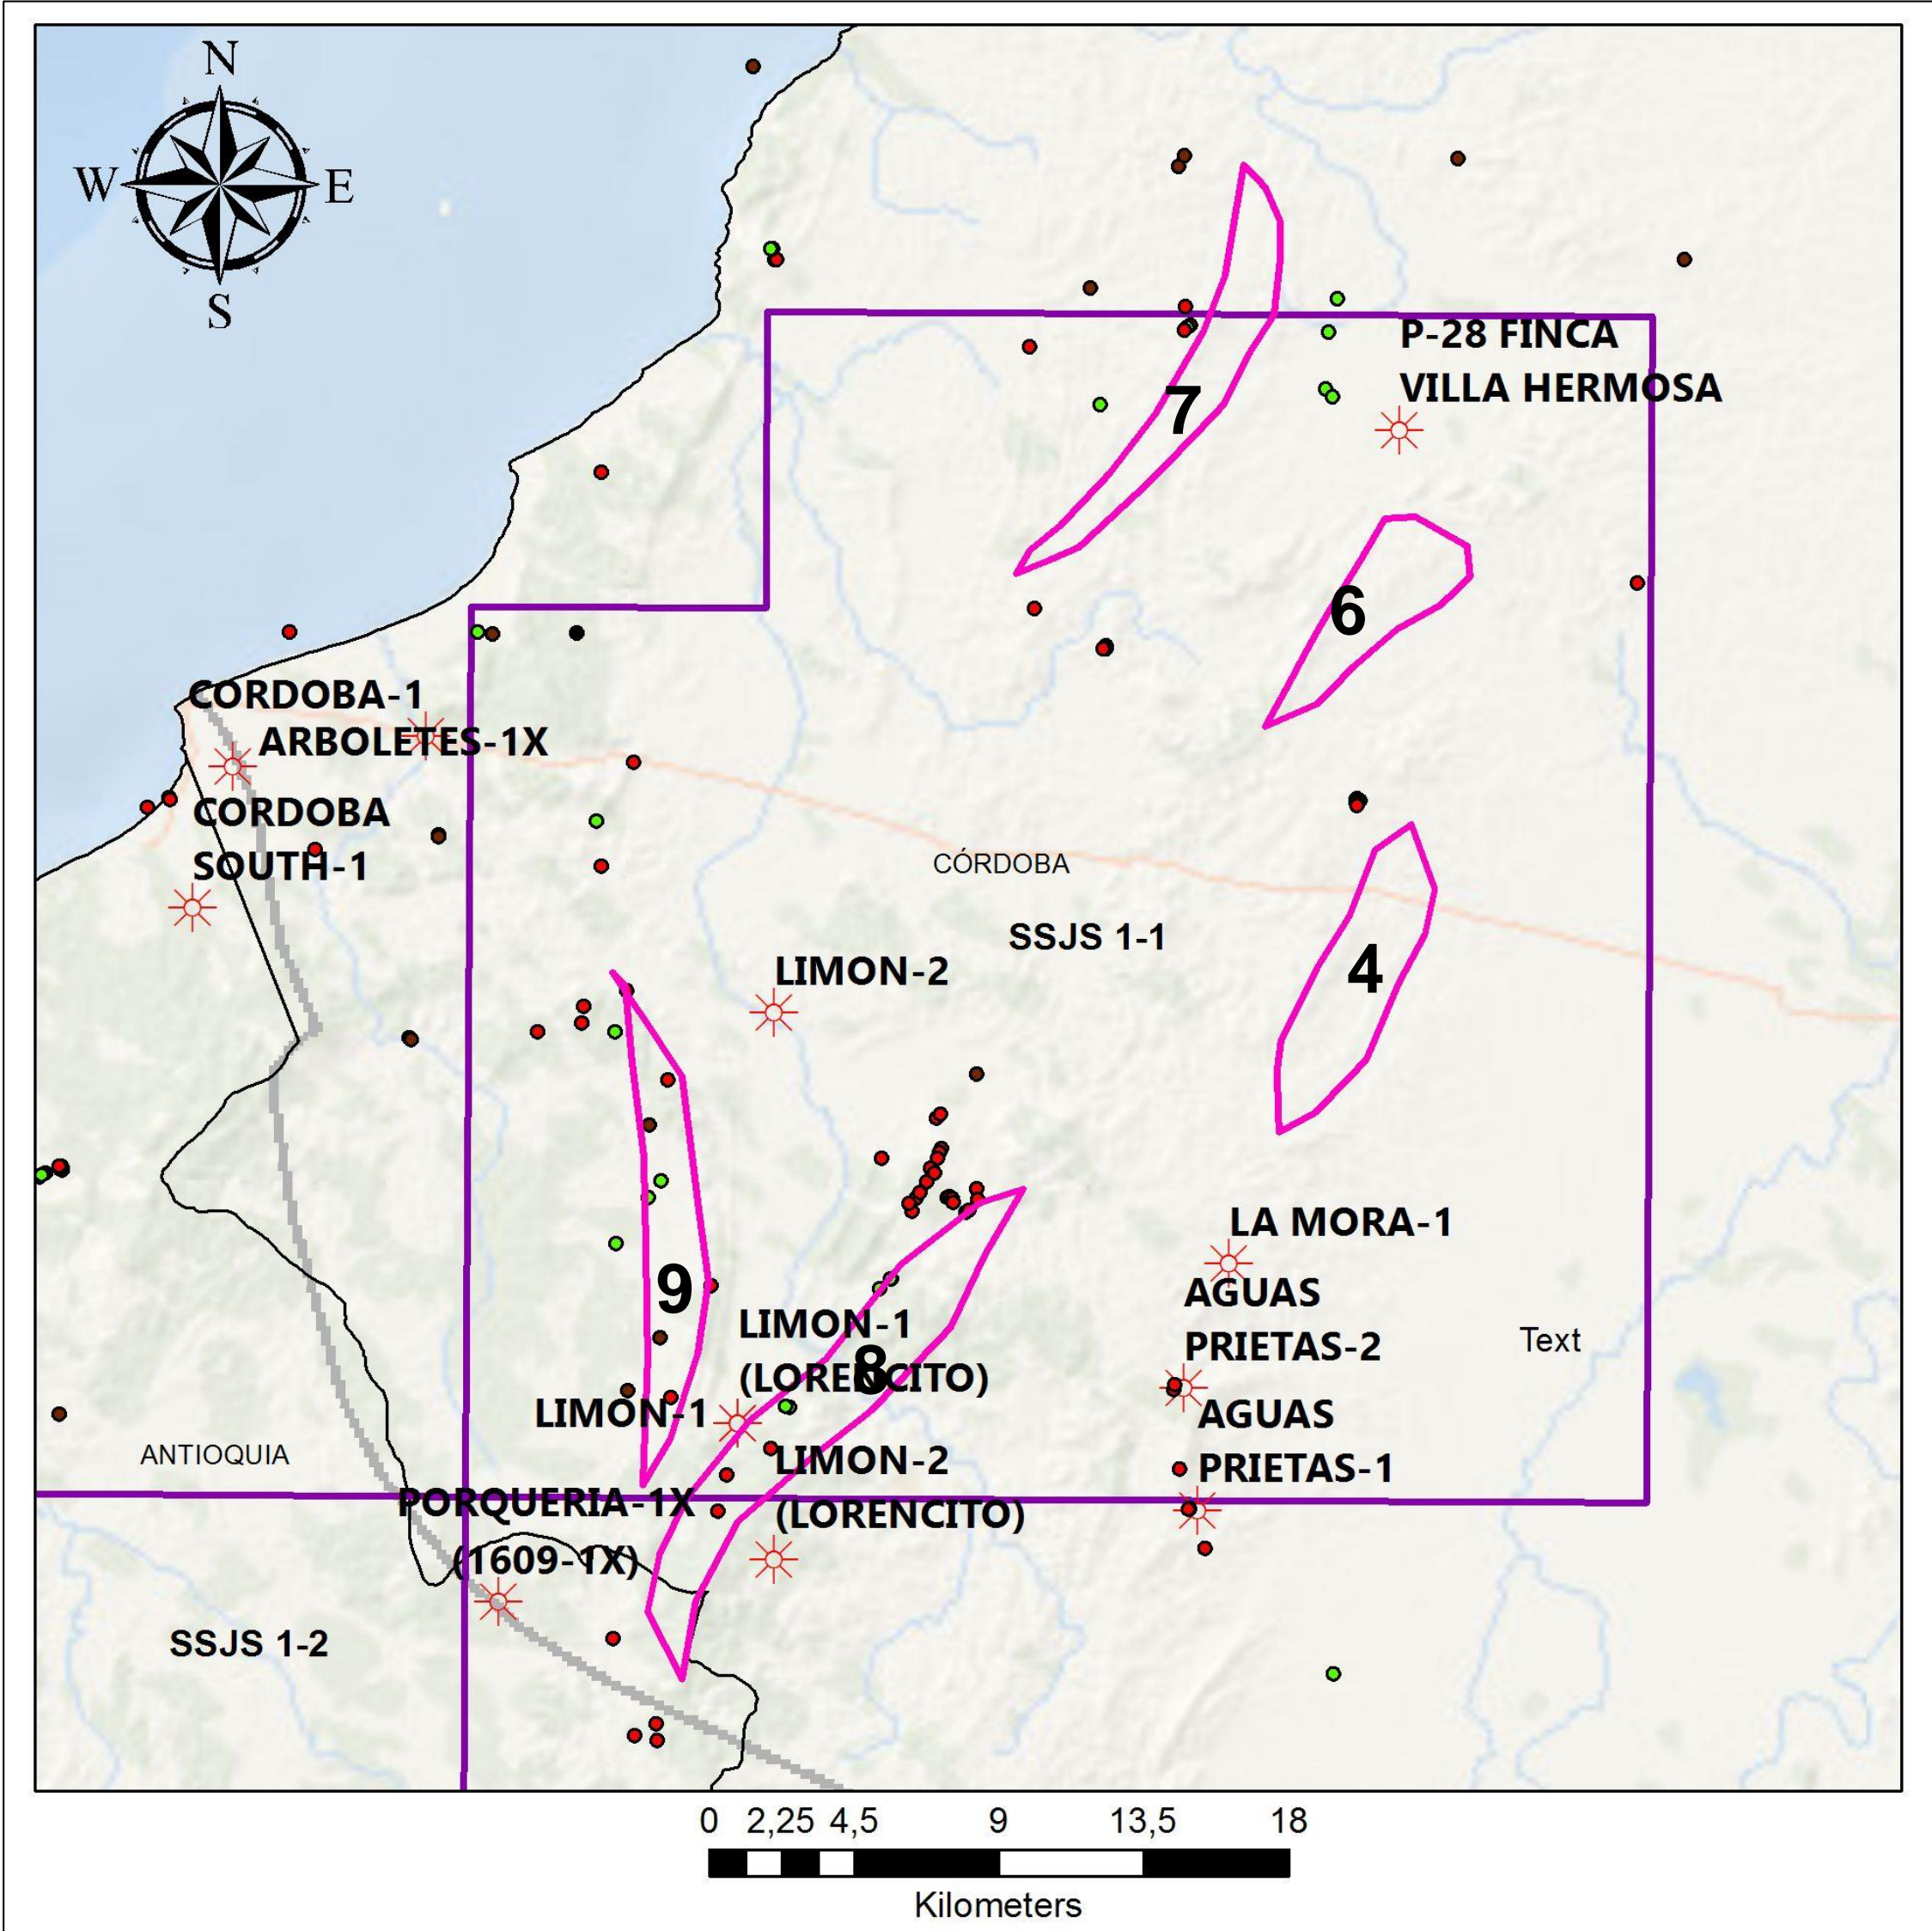 N
W E
S
P-28 FINCA
VILLA HERMOSA
7
6
CORDOBA-1
ARBOLETES-1X
CORDOBA
SOUTH-1
CÓRDOBA
SSJS 1-1
LIMON-2
4
LA MORA-1
AGUAS
PRIETAS-2
Text
9
LIMON-1
(LORENCITO)
8
LIMON-1
AGUAS
PRIETAS-1
ANTIOQUIA
LIMON-2
(LORENCITO)
PORQUERIA-1X
(1609-1X)
SSJS 1-2
0 2,25 4,5 9 13,5 18
Kilometers